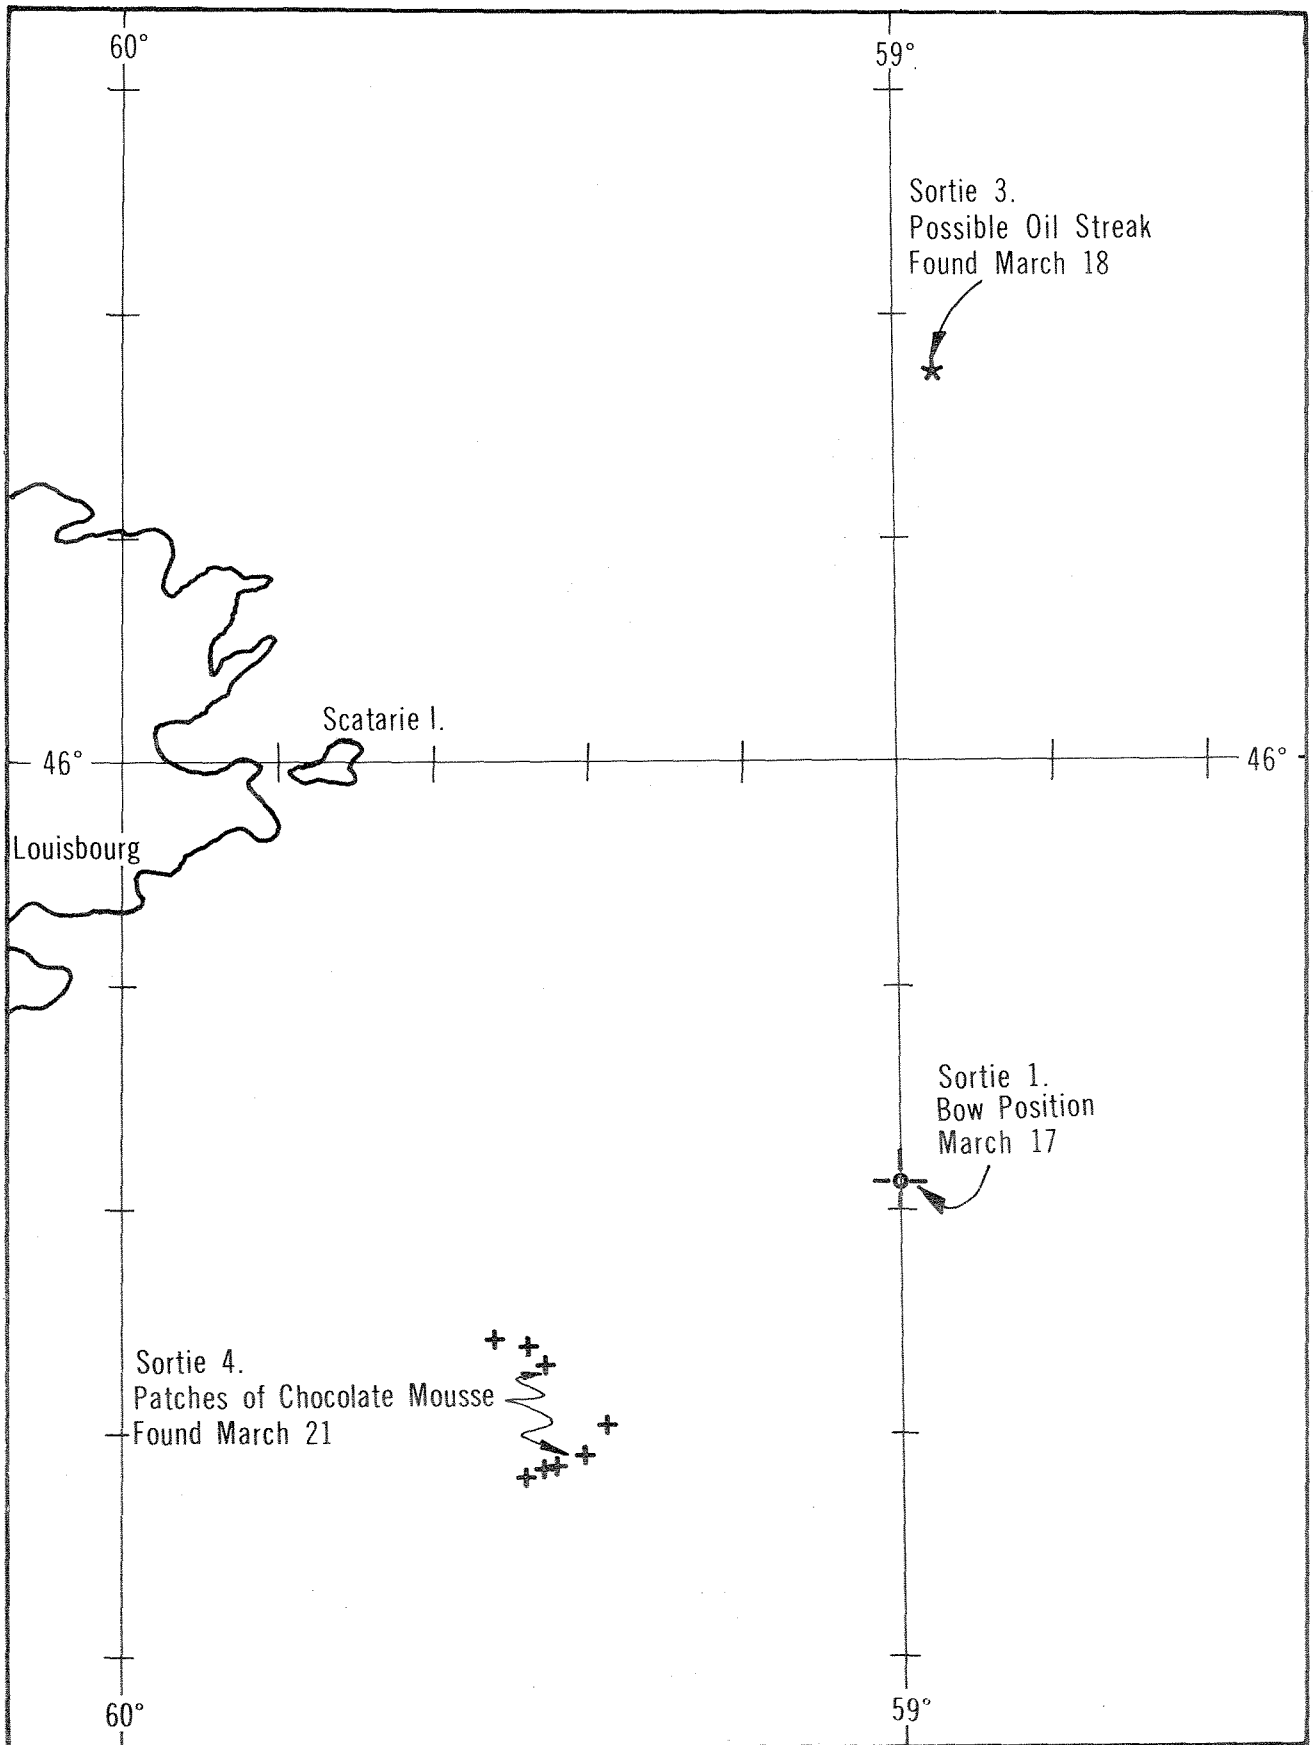 60°
59°
Sortie 3.
Possible Oil Streak
Found March 18
Scatarie I.
46°
46°
Louisbourg
Sortie 1.
Bow Position
March 17
Sortie 4.
Patches of Chocolate Mousse
Found March 21
60°
59°